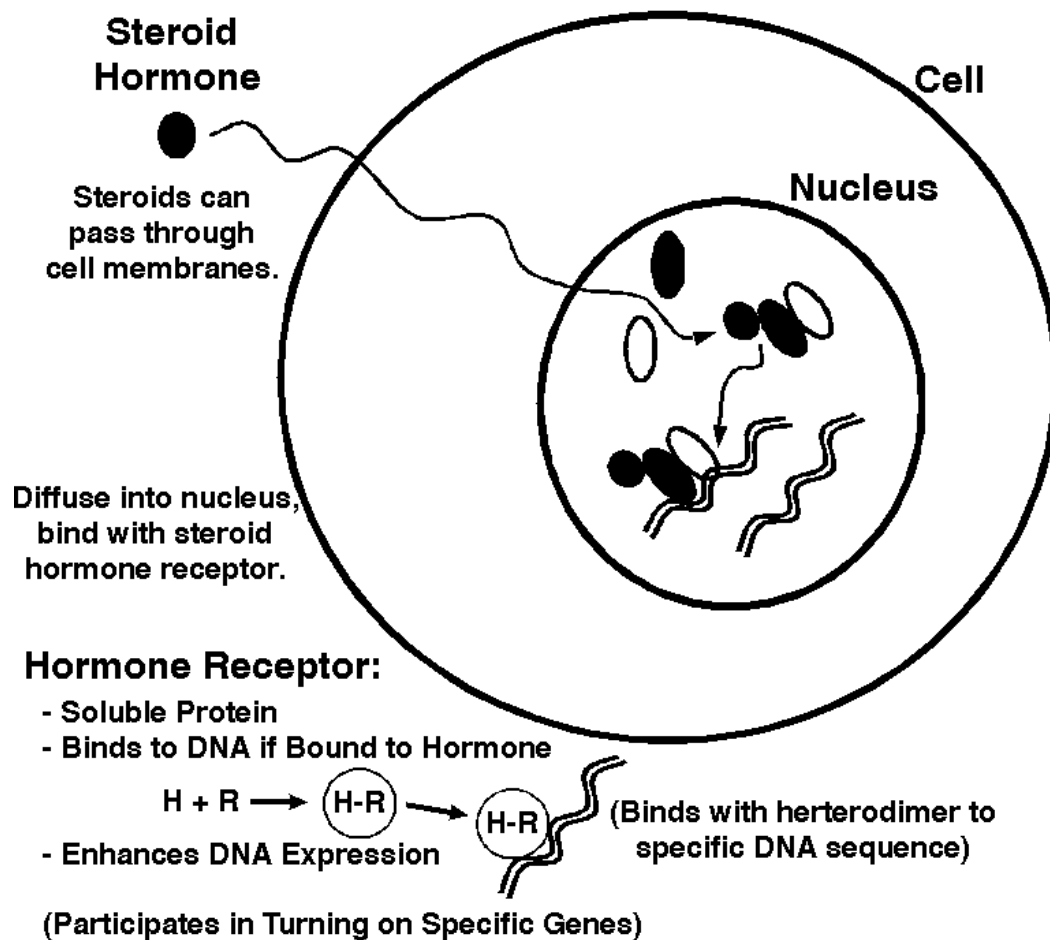 Steroid
Hormone
Cell
Nucleus
Steroids can
pass through
cell membranes.
Diffuse into nucleus,
bind with steroid
hormone receptor.
Hormone Receptor:
- Soluble Protein
- Binds to DNA if Bound to Hormone
H + R
H-R
H-R
(Binds with herterodimer to
specific DNA sequence)
- Enhances DNA Expression
(Participates in Turning on Specific Genes)